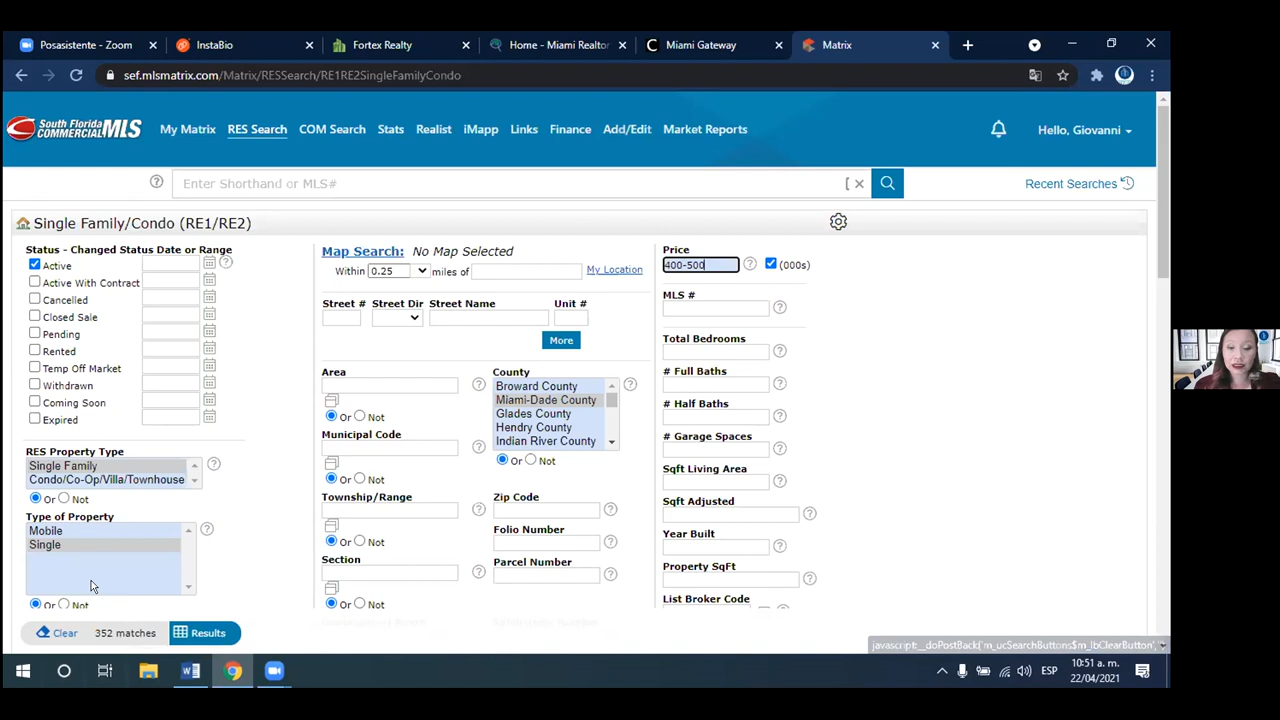 Posasistente - Zoom
InstaBio
Fortex Realty
Home - Miami Realtor
Miami Gateway
Matrix
sef.mlsmatrix.com/Matrix/RESSearch/RE1RE2SingleFamilyCondo
South Florida
COMMERCIALMLS
My Matrix
RES Search
COM Search
Stats
Realist
iMapp
Links
Finance
Add/Edit
Market Reports
Hello, Giovanni
Enter Shorthand or MLS#
Recent Searches
Single Family/Condo (RE1/RE2)
Status - Changed Status Date or Range
Active
Active With Contract
Cancelled
Closed Sale
Pending
Rented
Temp Off Market
Withdrawn
Coming Soon
Expired
RES Property Type
Single Family
Condo/Co-Op/Villa/Townhouse
Or Not
Type of Property
Mobile
Single
Or Not
Map Search: No Map Selected
Within 0.25 miles of
My Location
Street # Street Dir Street Name Unit #
More
Area
Or Not
Municipal Code
Or Not
Township/Range
Or Not
Section
Or Not
County
Broward County
Miami-Dade County
Glades County
Hendry County
Indian River County
Or Not
Zip Code
Folio Number
Parcel Number
Price
400-500
(000s)
MLS #
Total Bedrooms
# Full Baths
# Half Baths
# Garage Spaces
Sqft Living Area
Sqft Adjusted
Year Built
Property SqFt
List Broker Code
Clear
352 matches
Results
javascript:__doPostBack('m_ucSearchButtons$m_lbClearButton','
ESP
10:51 a. m.
22/04/2021